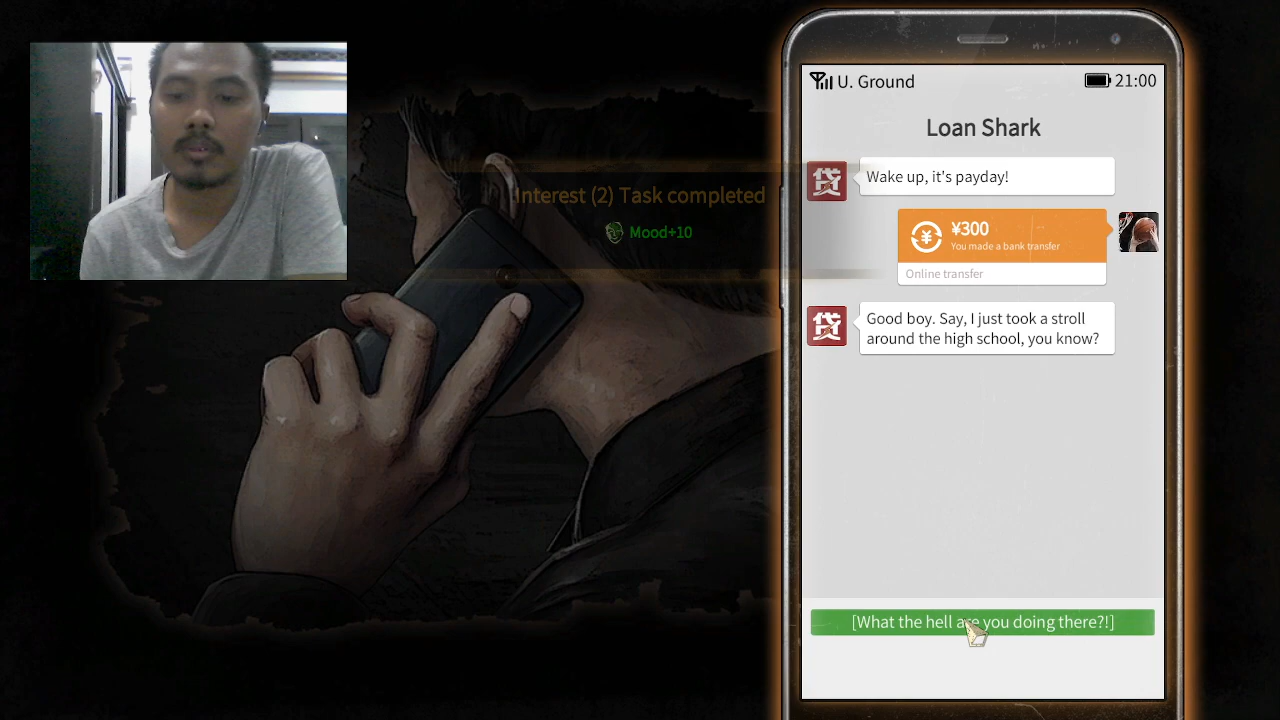 U. Ground
21:00
Loan Shark
贷
Wake up, it's payday!
Interest (2) Task completed
Mood+10
¥
¥300
You made a bank transfer
Online transfer
贷
Good boy. Say, I just took a stroll
around the high school, you know?
[What the hell are you doing there?!]